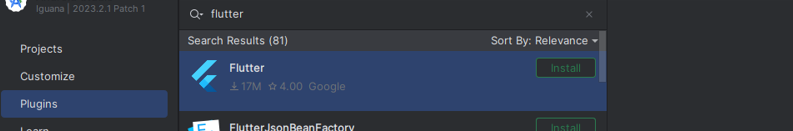 Iguana | 2023.2.1 Patch 1
flutter
Projects
Search Results (81) Sort By: Relevance
Customize
Flutter Install
17M 4.00 Google
Plugins
FlutterJsonBeanFactory Install
Learn